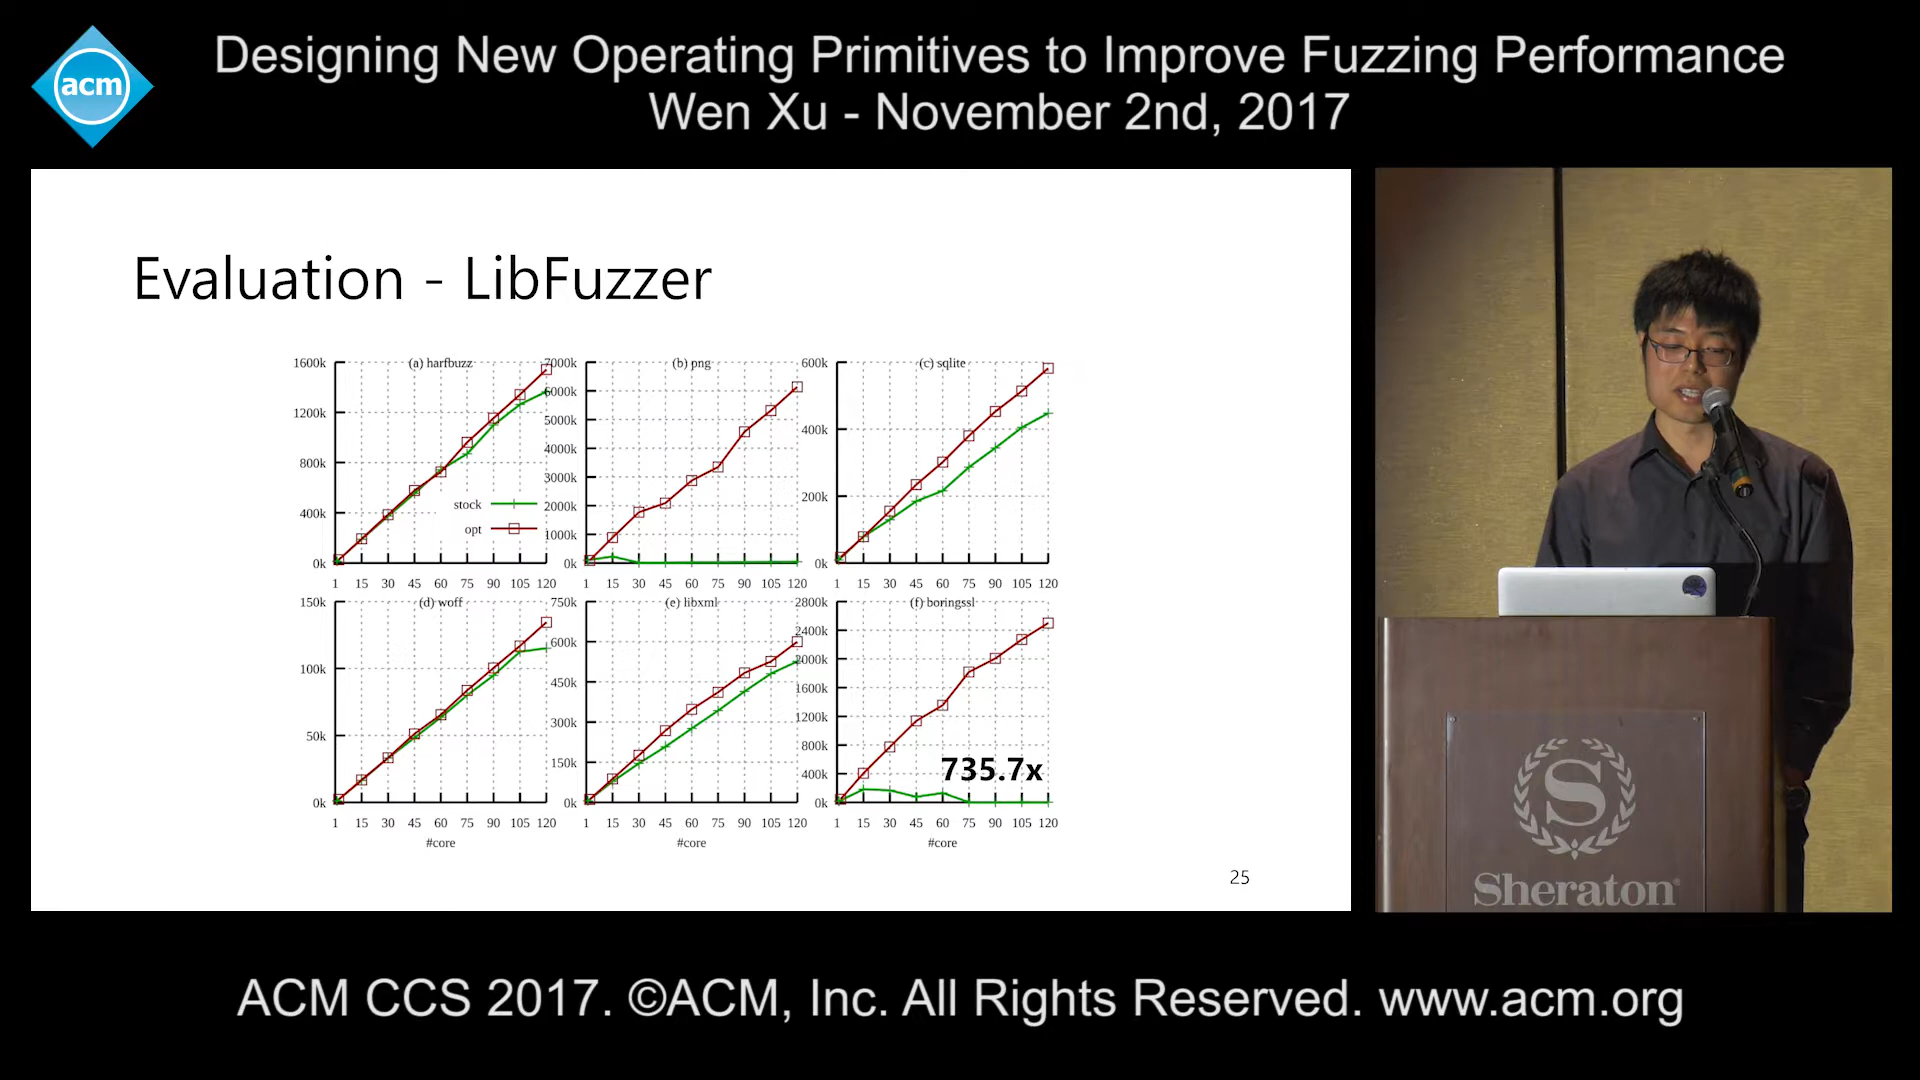 acm
Designing New Operating Primitives to Improve Fuzzing Performance
Wen Xu - November 2nd, 2017
Evaluation - LibFuzzer
(a) harfbuzz
1600k
1200k
800k
400k
0k
stock
opt
1 15 30 45 60 75 90 105 120
(b) png
7000k
6000k
5000k
4000k
3000k
2000k
1000k
0k
1 15 30 45 60 75 90 105 120
(c) sqlite
600k
400k
200k
0k
1 15 30 45 60 75 90 105 120
(d) woff
150k
100k
50k
0k
1 15 30 45 60 75 90 105 120
#core
(e) libxml
750k
600k
450k
300k
150k
0k
1 15 30 45 60 75 90 105 120
#core
(f) boringssl
2800k
2400k
2000k
1600k
1200k
800k
400k
0k
735.7x
1 15 30 45 60 75 90 105 120
#core
25
S
Sheraton®
ACM CCS 2017. ©ACM, Inc. All Rights Reserved. www.acm.org